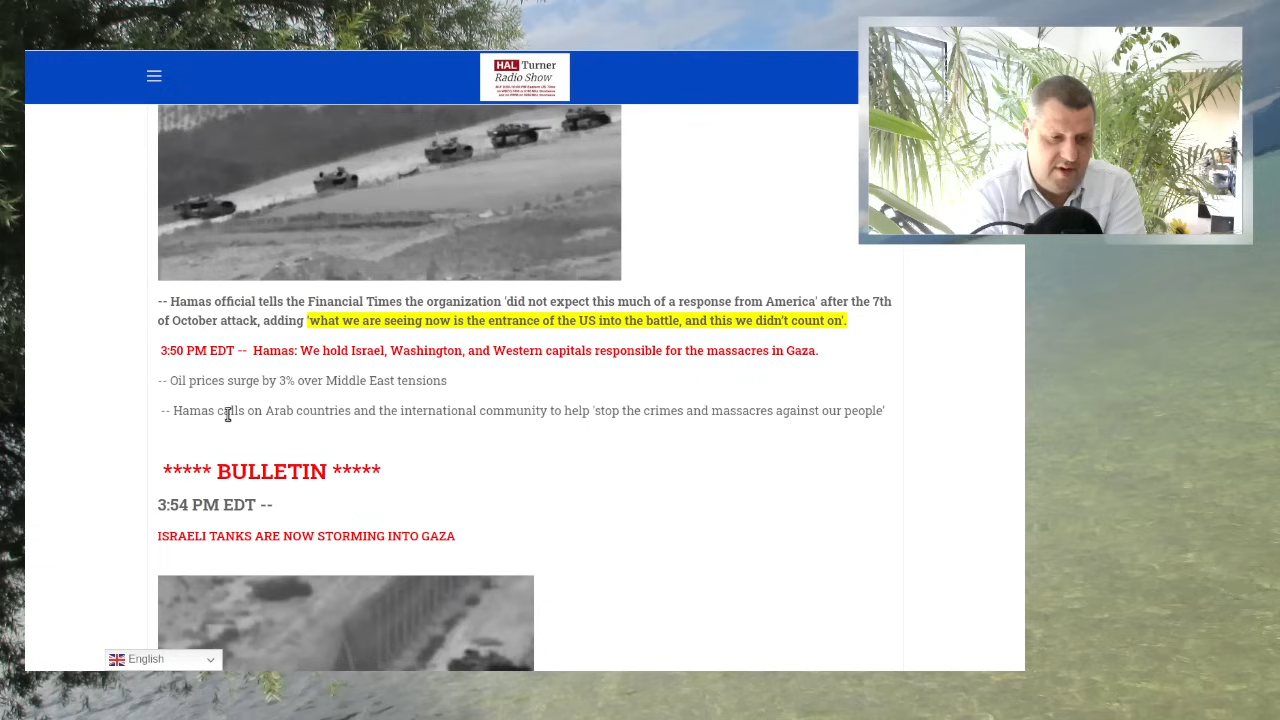 HAL Turner
Radio Show
-- Hamas official tells the Financial Times the organization 'did not expect this much of a response from America' after the 7th
of October attack, adding 'what we are seeing now is the entrance of the US into the battle, and this we didn't count on'.
3:50 PM EDT -- Hamas: We hold Israel, Washington, and Western capitals responsible for the massacres in Gaza.
-- Oil prices surge by 3% over Middle East tensions
-- Hamas calls on Arab countries and the international community to help 'stop the crimes and massacres against our people'
***** BULLETIN *****
3:54 PM EDT --
ISRAELI TANKS ARE NOW STORMING INTO GAZA
English